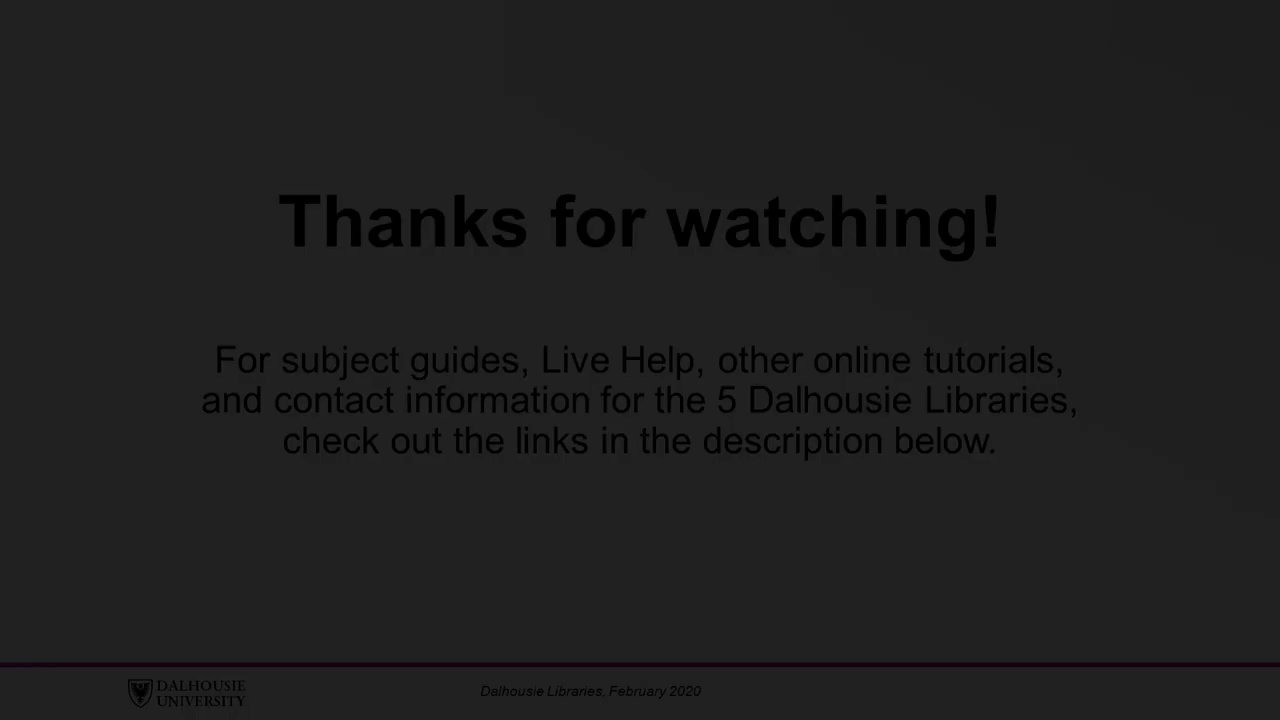 Thanks for watching!
For subject guides, Live Help, other online tutorials,
and contact information for the 5 Dalhousie Libraries,
check out the links in the description below.
DALHOUSIE
UNIVERSITY
Dalhousie Libraries, February 2020